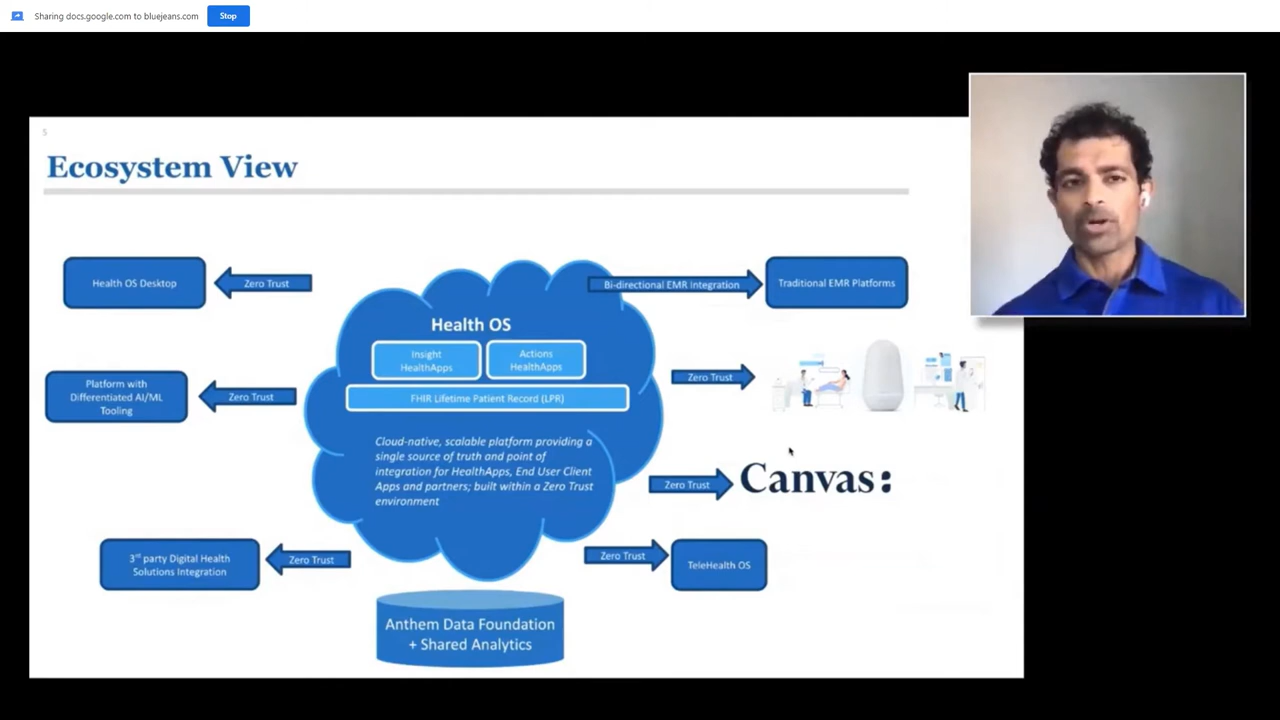 Sharing docs.google.com to bluejeans.com
Stop
5
Ecosystem View
Health OS Desktop
Zero Trust
Bi-directional EMR Integration
Traditional EMR Platforms
Health OS
Insight
HealthApps
Actions
HealthApps
FHIR Lifetime Patient Record (LPR)
Platform with
Differentiated AI/ML
Tooling
Zero Trust
Zero Trust
Cloud-native, scalable platform providing a
single source of truth and point of
integration for HealthApps, End User Client
Apps and partners; built within a Zero Trust
environment
Zero Trust
Canvas:
3rd party Digital Health
Solutions Integration
Zero Trust
Zero Trust
TeleHealth OS
Anthem Data Foundation
+ Shared Analytics